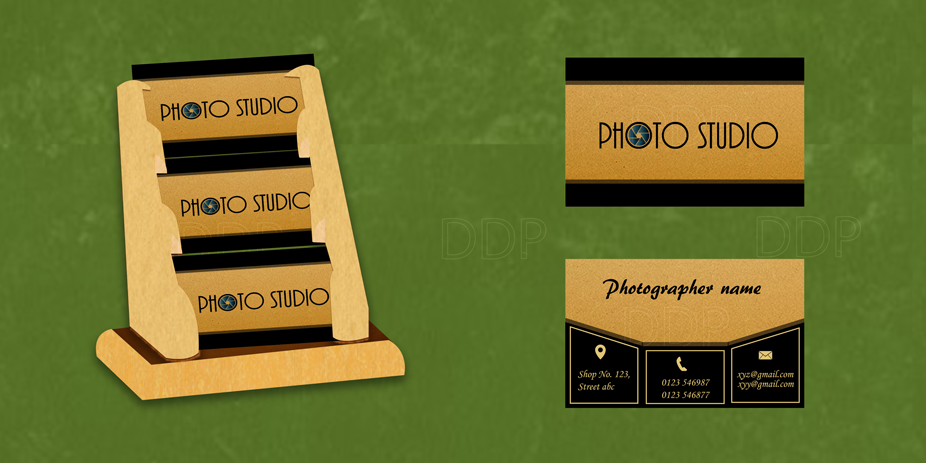 PHOTO STUDIO
PHOTO STUDIO
PHOTO STUDIO
PHOTO STUDIO
Photographer name
Shop No. 123,
Street abc
0123 546987
0123 546877
xyz@gmail.com
xyy@gmail.com
DDP
DDP
DDP
DDP